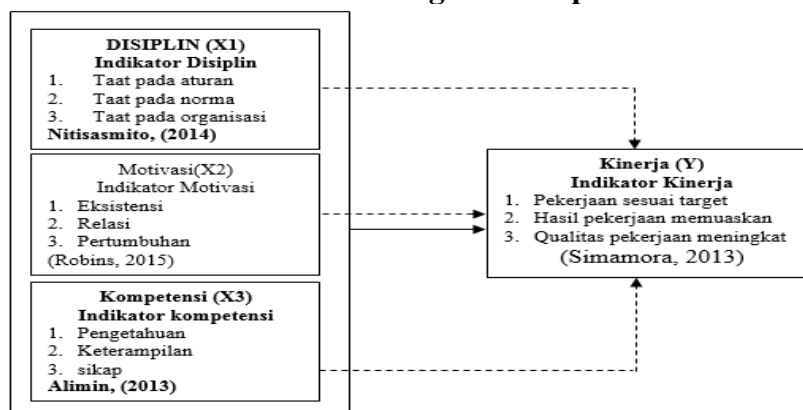 DISIPLIN (X1)
Indikator Disiplin
1. Taat pada aturan
2. Taat pada norma
3. Taat pada organisasi
Nitisasmito, (2014)
Motivasi(X2)
Indikator Motivasi
1. Eksistensi
2. Relasi
3. Pertumbuhan
(Robins, 2015)
Kompetensi (X3)
Indikator kompetensi
1. Pengetahuan
2. Keterampilan
3. sikap
Alimin, (2013)
Kinerja (Y)
Indikator Kinerja
1. Pekerjaan sesuai target
2. Hasil pekerjaan memuaskan
3. Qualitas pekerjaan meningkat
(Simamora, 2013)